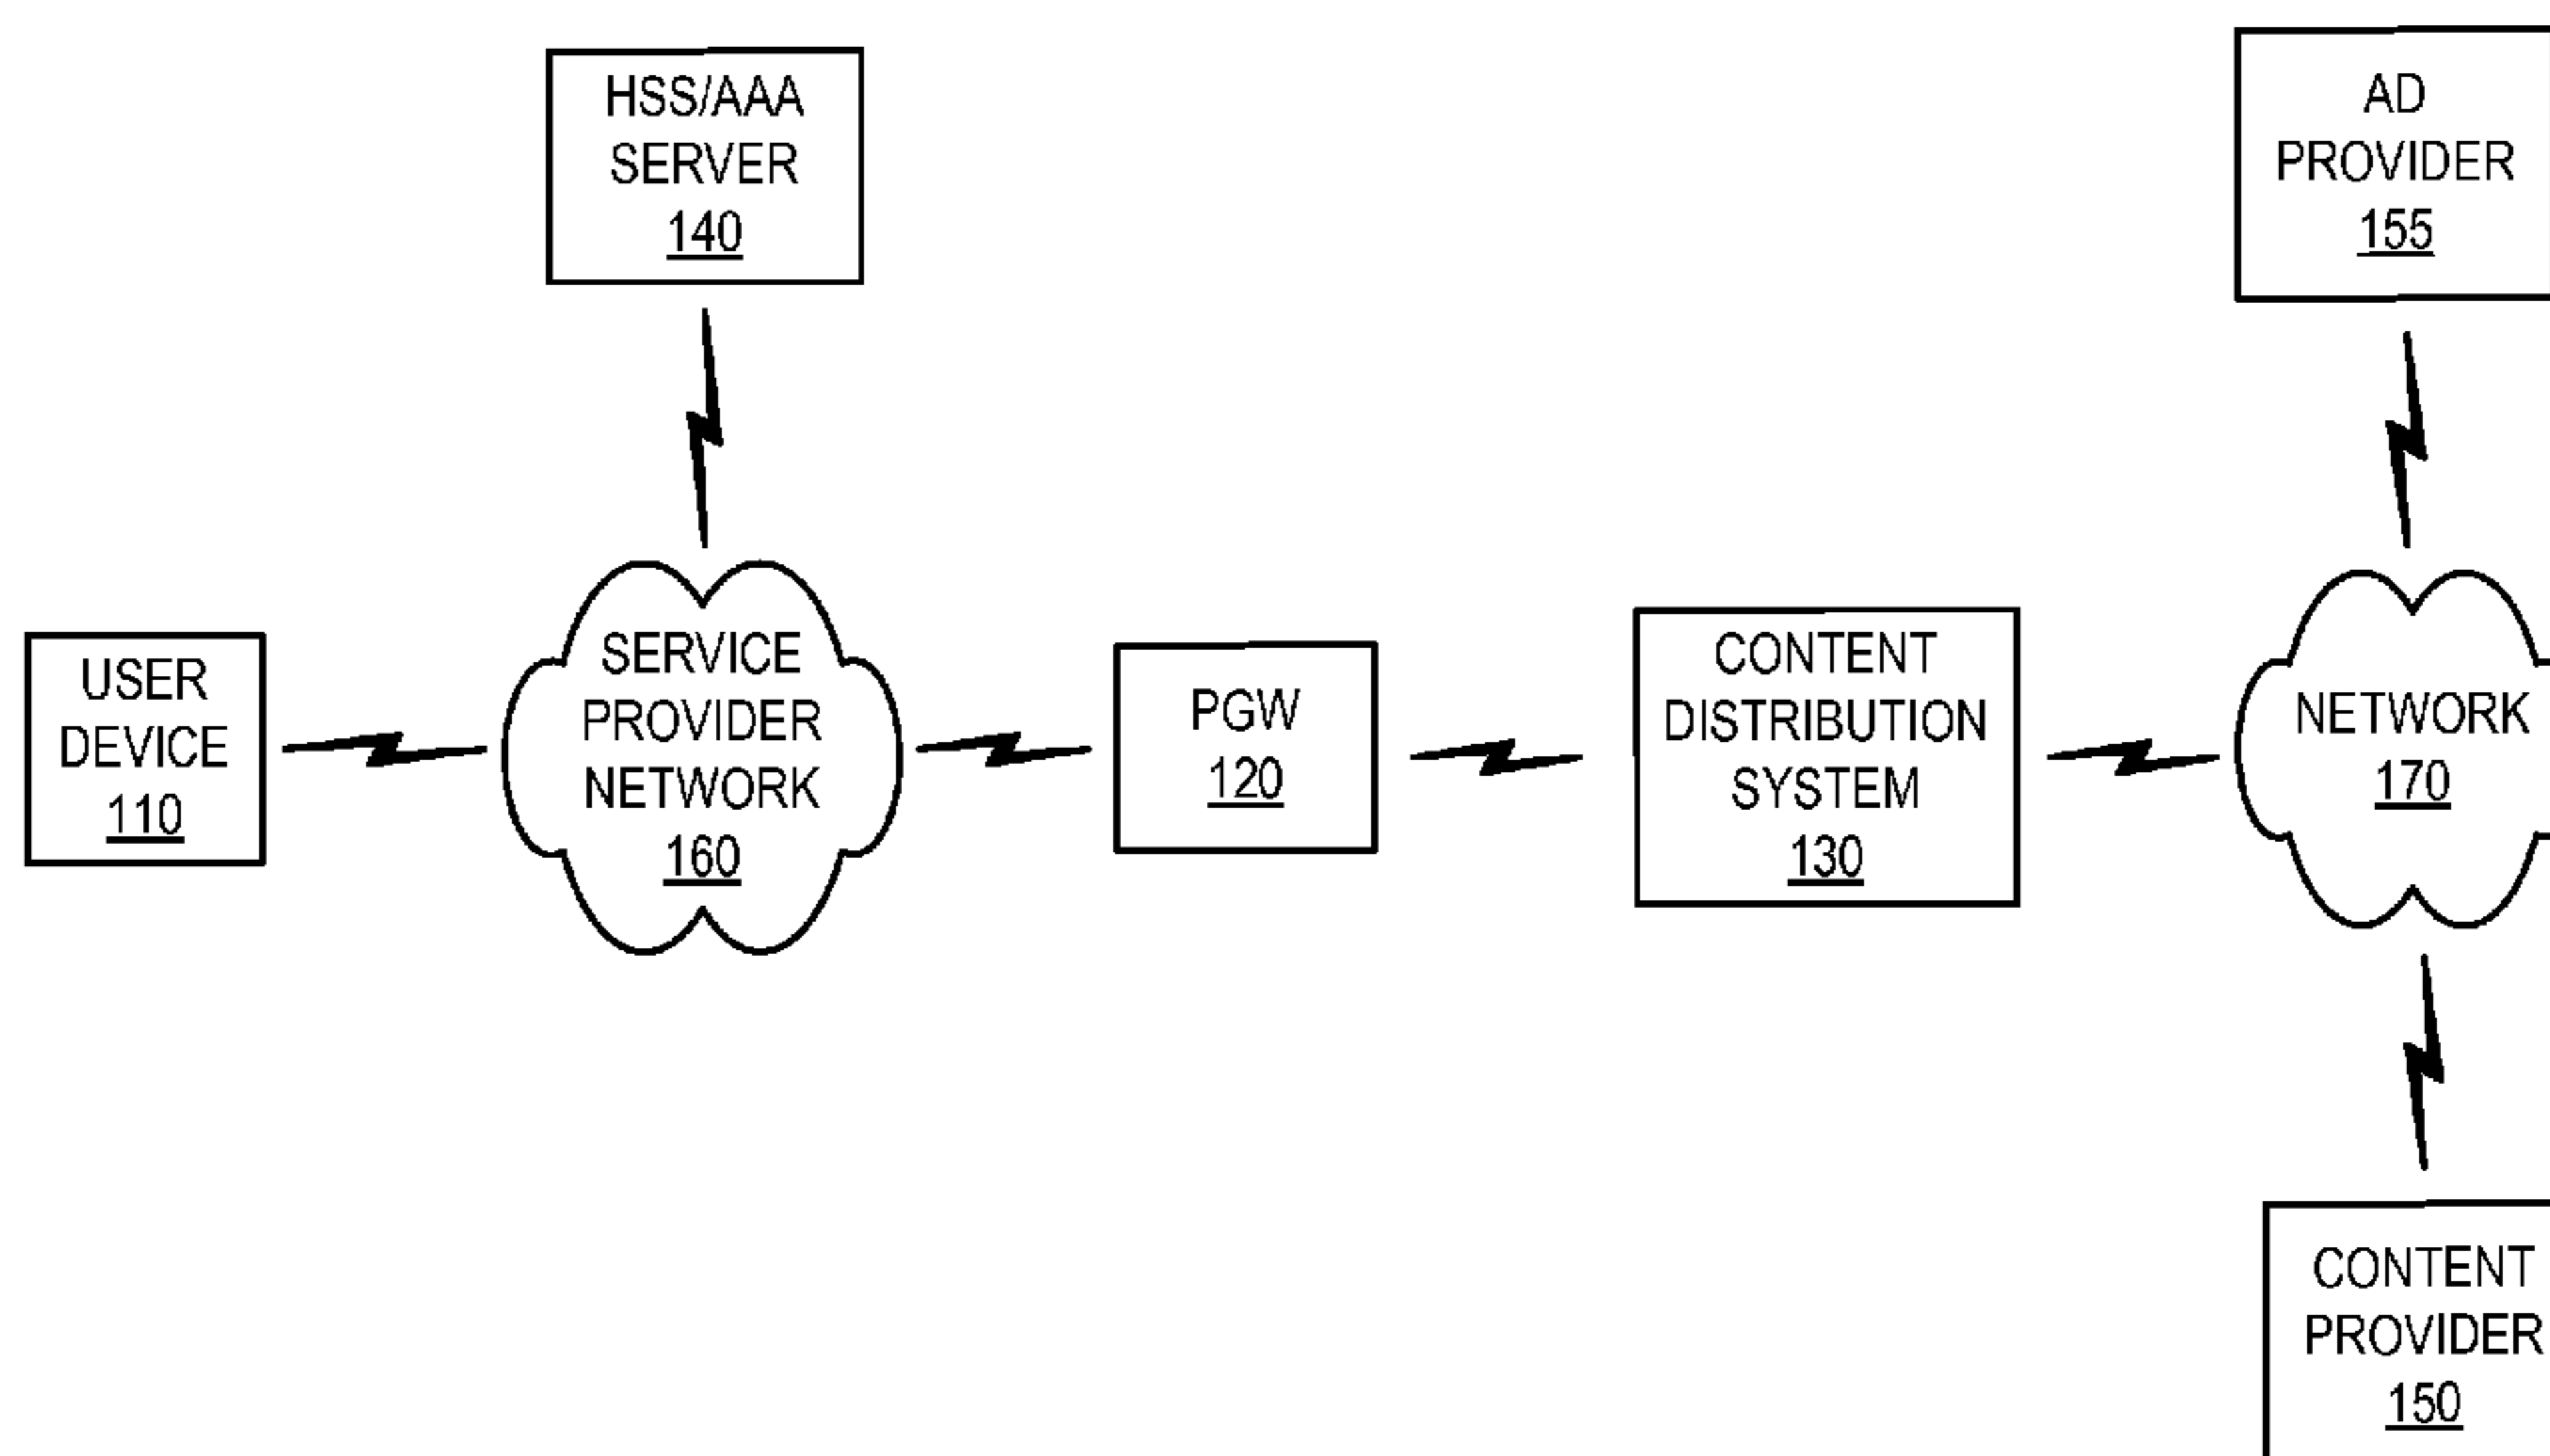 HSS/AAA
SERVER
140
AD
PROVIDER
155
USER
DEVICE
110
SERVICE
PROVIDER
NETWORK
160
PGW
120
CONTENT
DISTRIBUTION
SYSTEM
130
NETWORK
170
CONTENT
PROVIDER
150